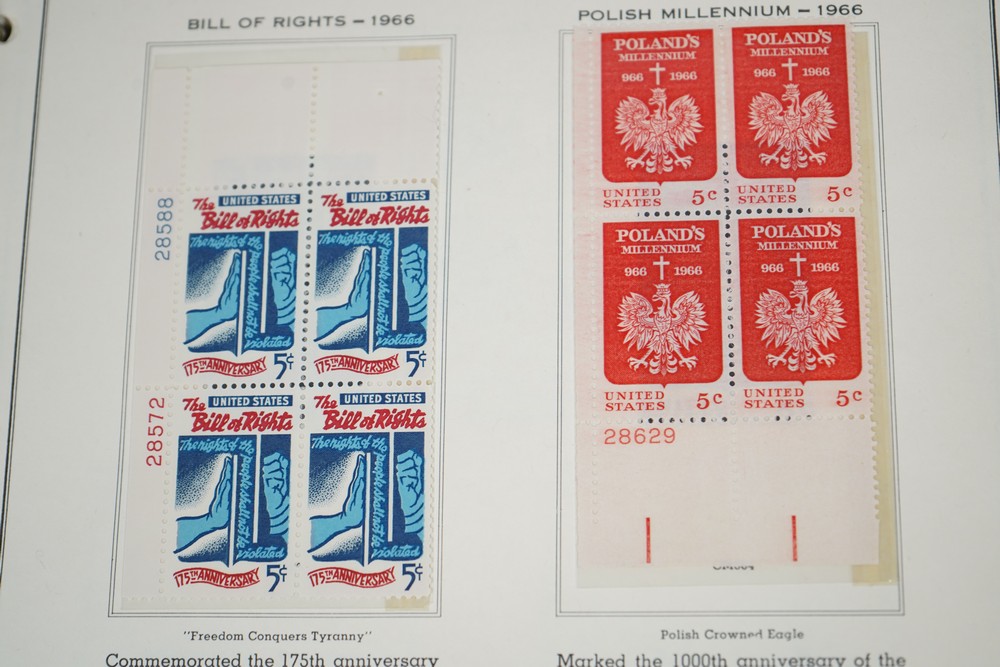 BILL OF RIGHTS — 1966
28588
28572
UNITED STATES
The
Bill of Rights
The rights of the
people shall not be
violated
175TH ANNIVERSARY
5¢
UNITED STATES
The
Bill of Rights
The rights of the
people shall not be
violated
175TH ANNIVERSARY
5¢
UNITED STATES
The
Bill of Rights
The rights of the
people shall not be
violated
175TH ANNIVERSARY
5¢
UNITED STATES
The
Bill of Rights
The rights of the
people shall not be
violated
175TH ANNIVERSARY
5¢
"Freedom Conquers Tyranny"
Commemorated the 175th anniversary
POLISH MILLENNIUM — 1966
POLAND'S
MILLENNIUM
966 1966
UNITED
STATES 5c
POLAND'S
MILLENNIUM
966 1966
UNITED
STATES 5c
POLAND'S
MILLENNIUM
966 1966
UNITED
STATES 5c
POLAND'S
MILLENNIUM
966 1966
UNITED
STATES 5c
28629
Polish Crowned Eagle
Marked the 1000th anniversary of the